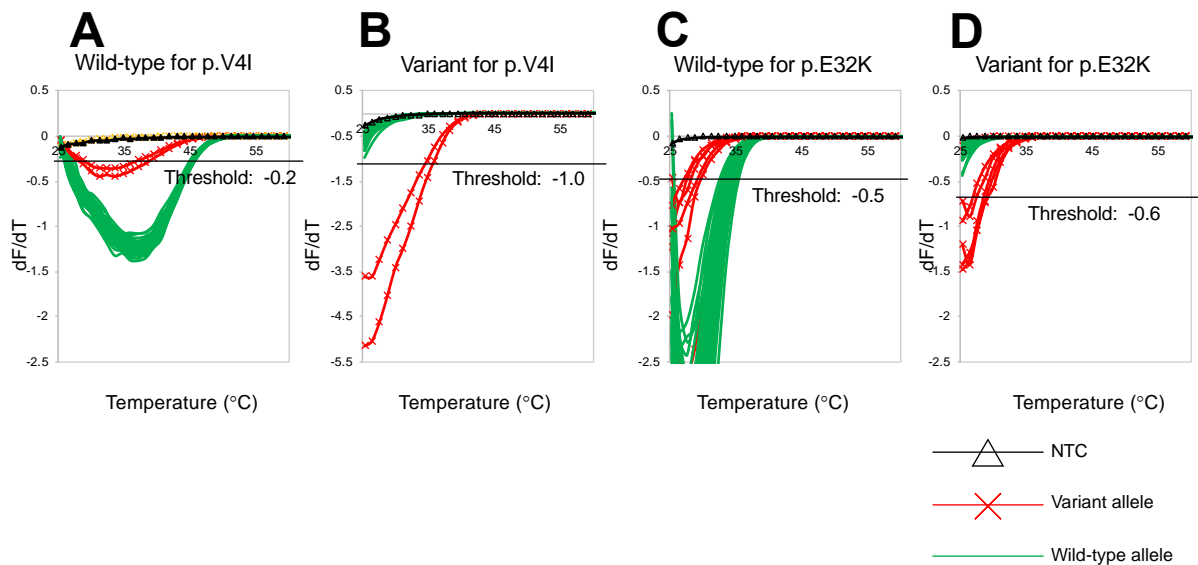 A
B
C
D
Wild-type for p.V4I
Variant for p.V4I
Wild-type for p.E32K
Variant for p.E32K
0.5
0
-0.5
-1
-1.5
-2
-2.5
25
35
45
55
Threshold: -0.2
dF/dT
Temperature (°C)
0.5
-0.5
-1.5
-2.5
-3.5
-4.5
-5.5
25
35
45
55
Threshold: -1.0
dF/dT
Temperature (°C)
0.5
0
-0.5
-1
-1.5
-2
-2.5
25
35
45
55
Threshold: -0.5
dF/dT
Temperature (°C)
0.5
0
-0.5
-1
-1.5
-2
-2.5
25
35
45
55
Threshold: -0.6
dF/dT
Temperature (°C)
NTC
Variant allele
Wild-type allele